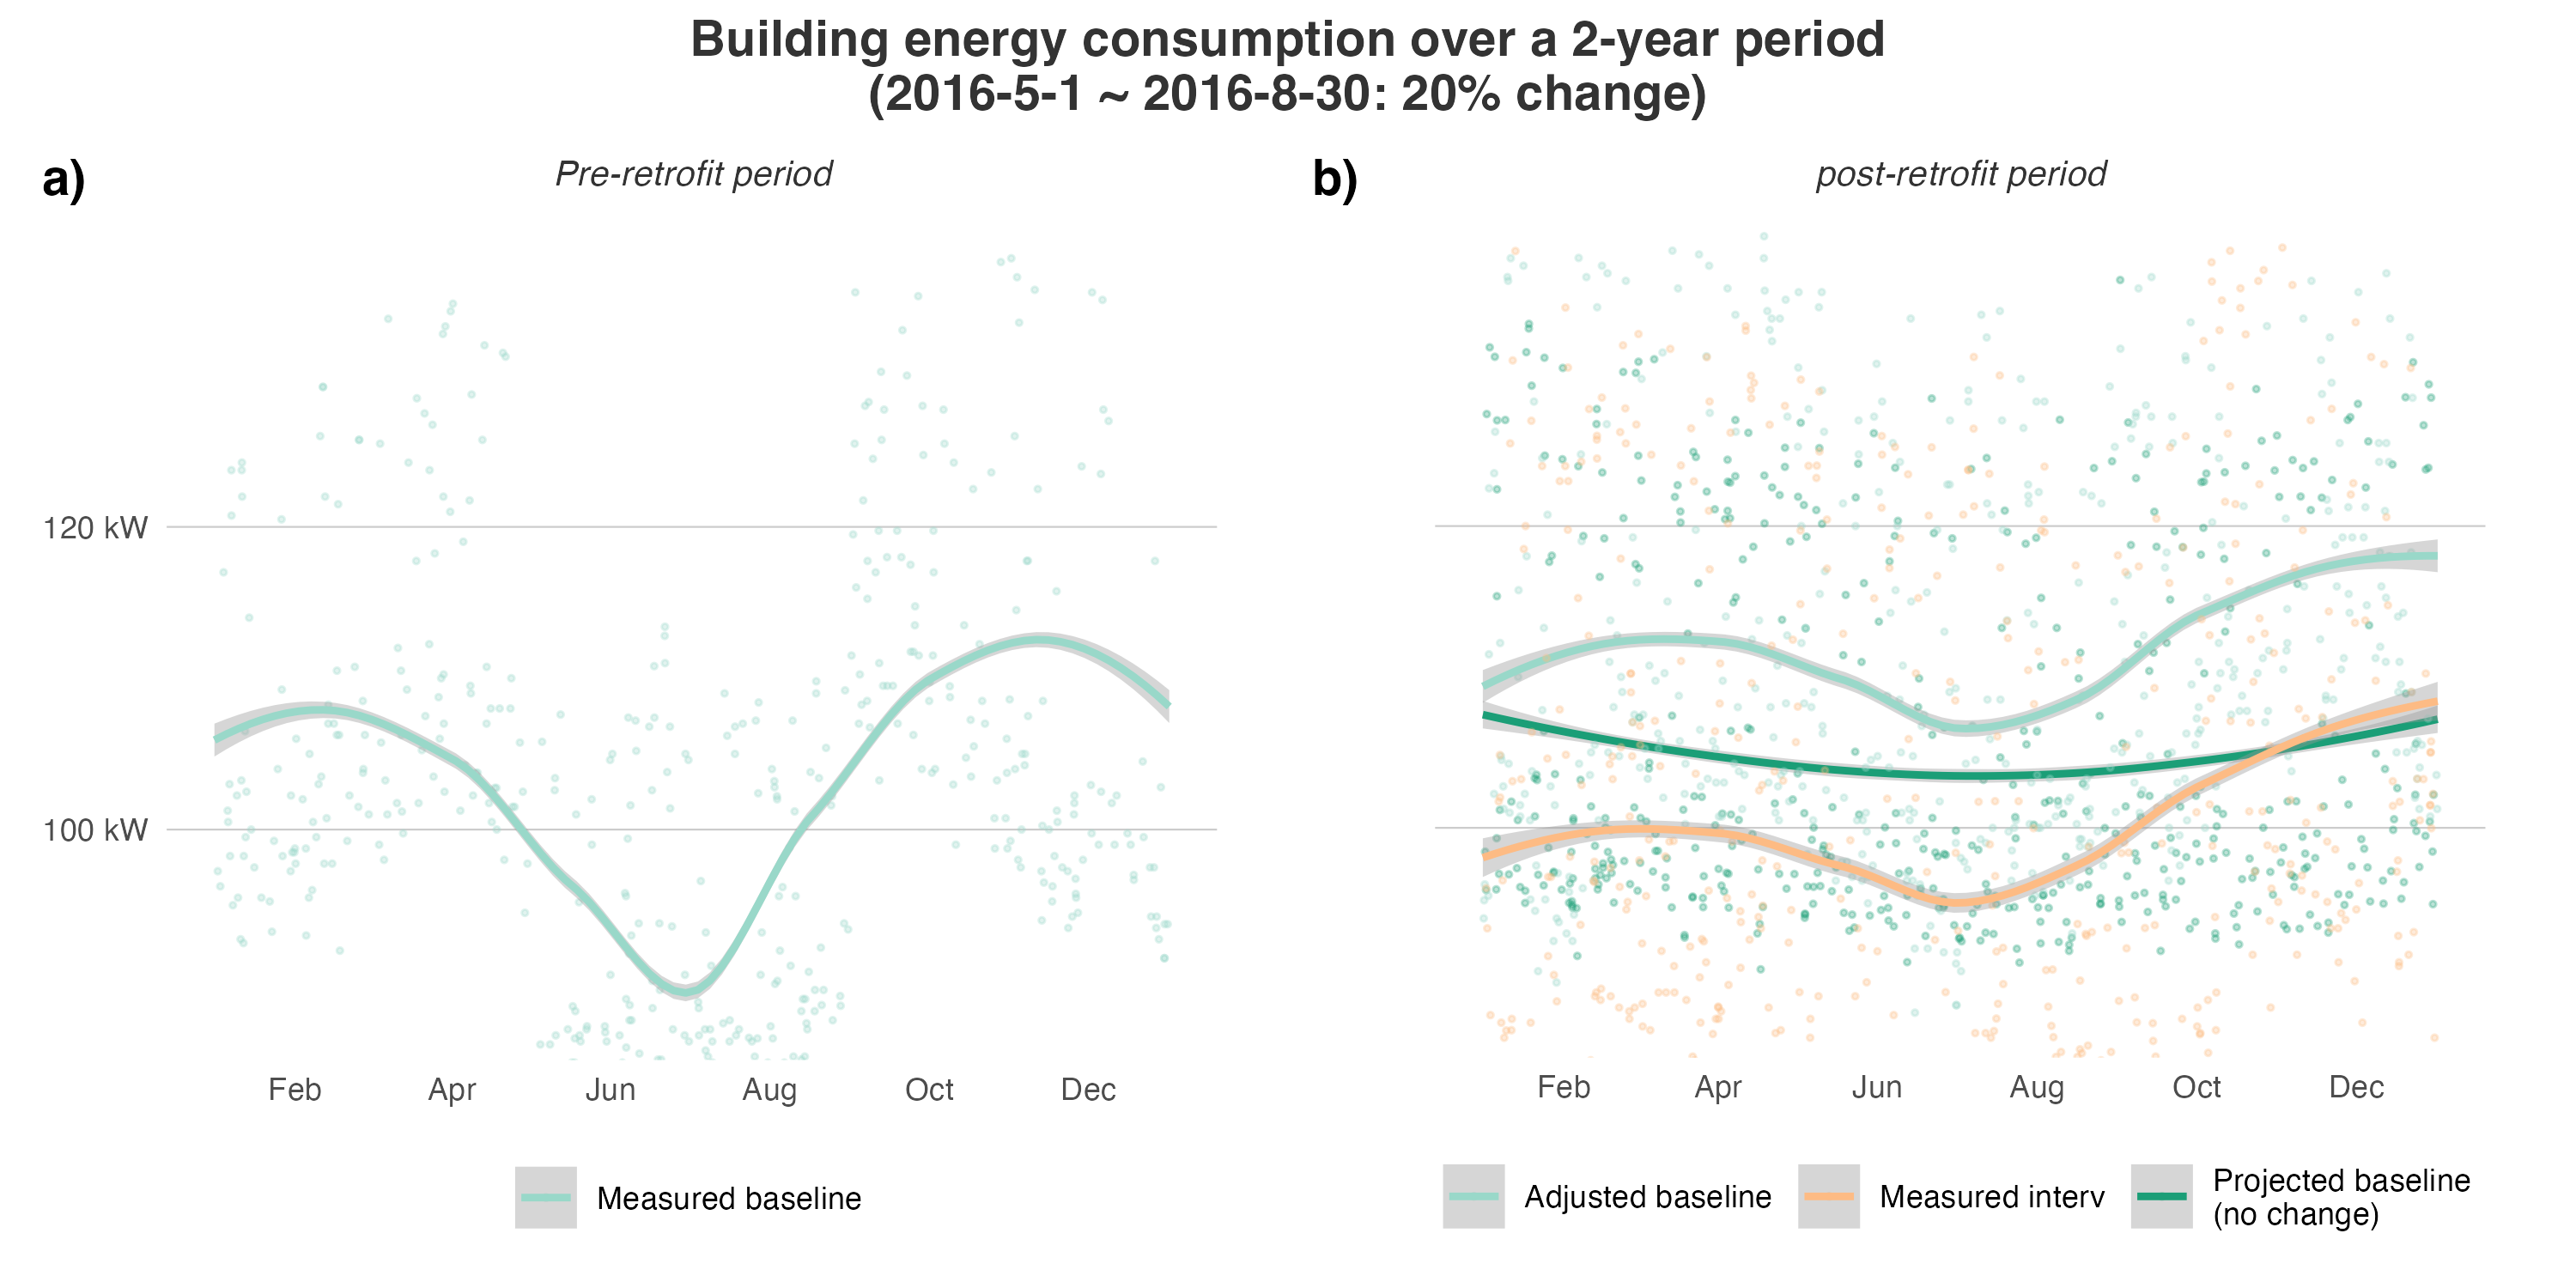 Building energy consumption over a 2-year period
(2016-5-1 ~ 2016-8-30: 20% change)
a)
Pre-retrofit period
b)
post-retrofit period
120 kW
100 kW
Feb Apr Jun Aug Oct Dec
Feb Apr Jun Aug Oct Dec
Measured baseline
Adjusted baseline
Measured interv
Projected baseline
(no change)